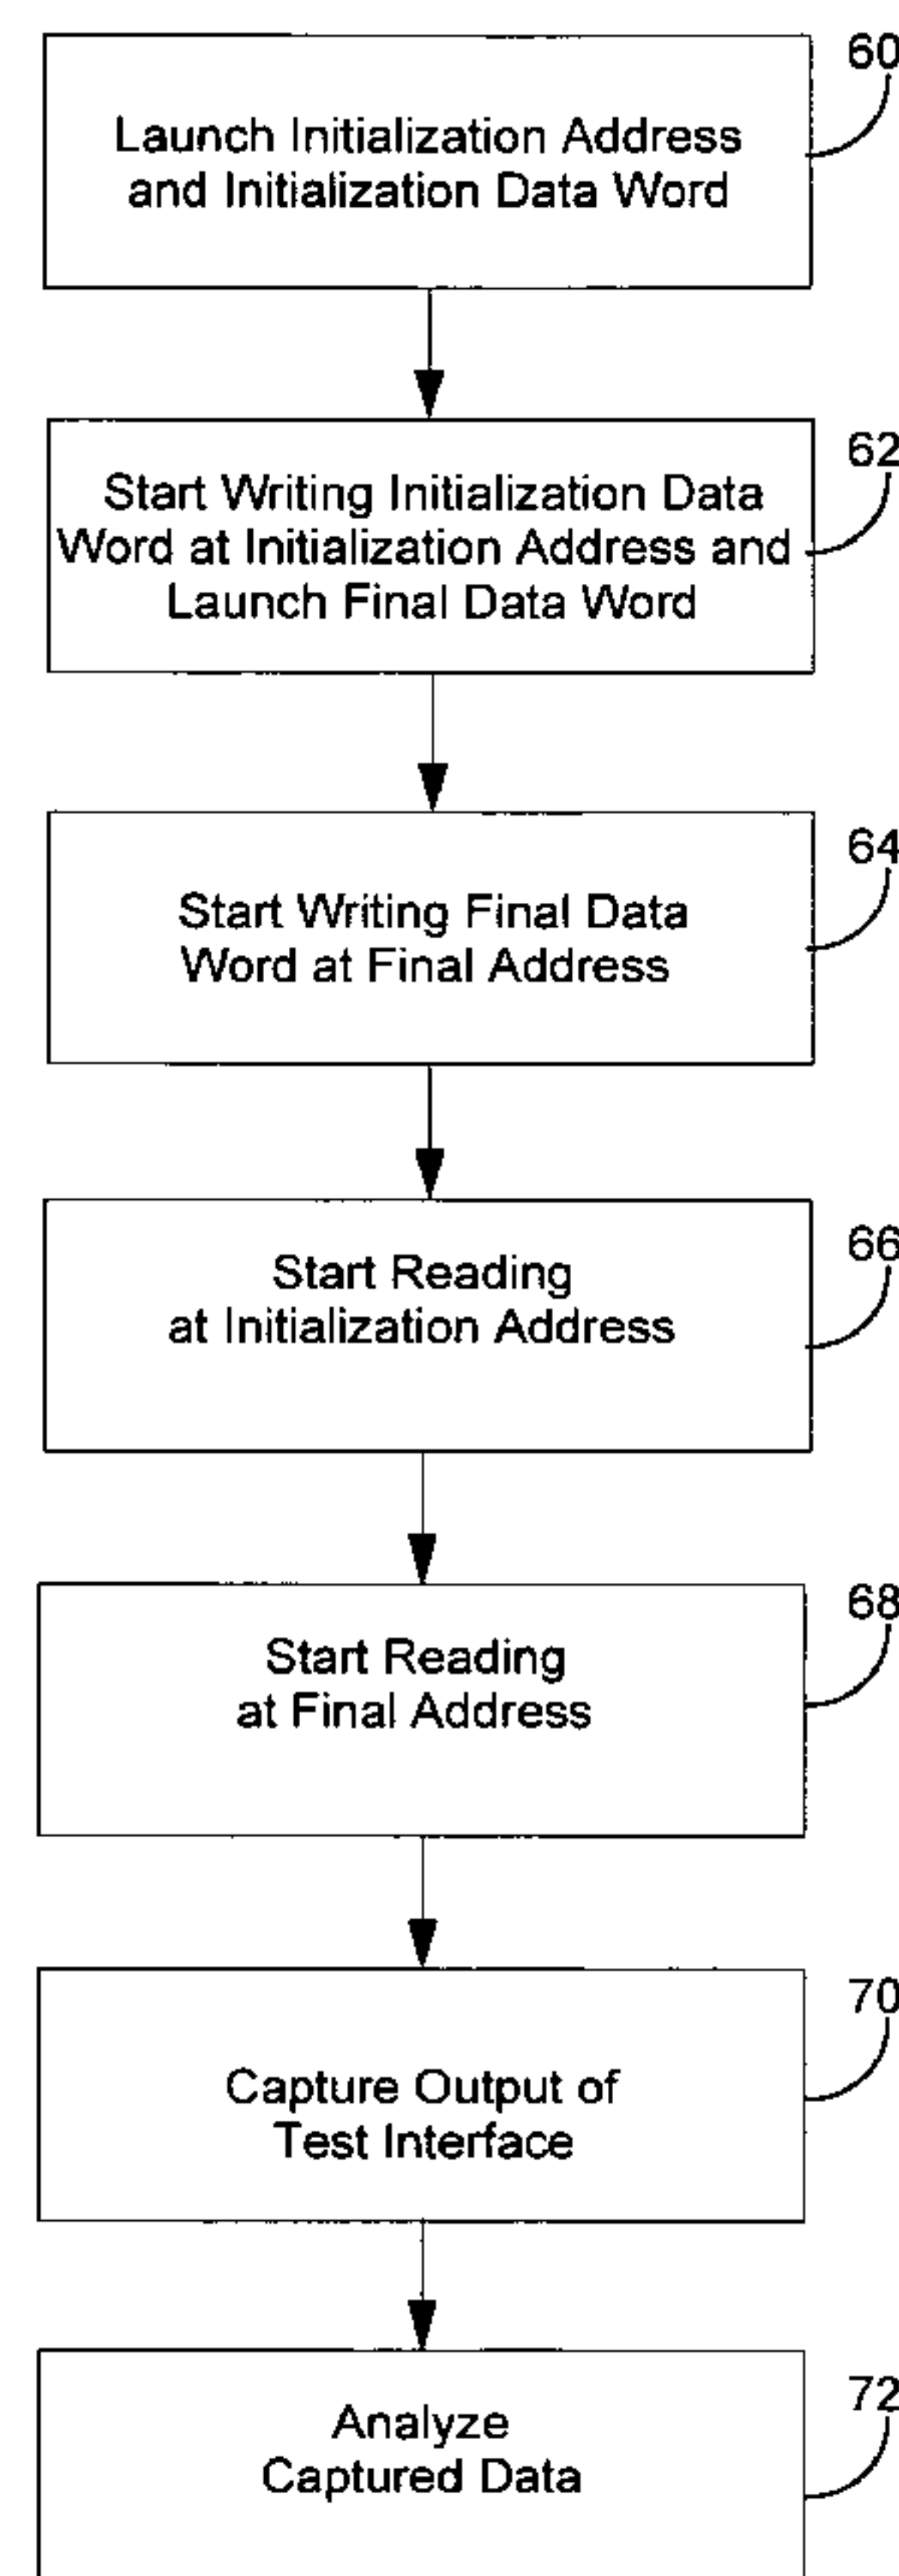 60
Launch Initialization Address
and Initialization Data Word
62
Start Writing Initialization Data
Word at Initialization Address and
Launch Final Data Word
64
Start Writing Final Data
Word at Final Address
66
Start Reading
at Initialization Address
68
Start Reading
at Final Address
70
Capture Output of
Test Interface
72
Analyze
Captured Data